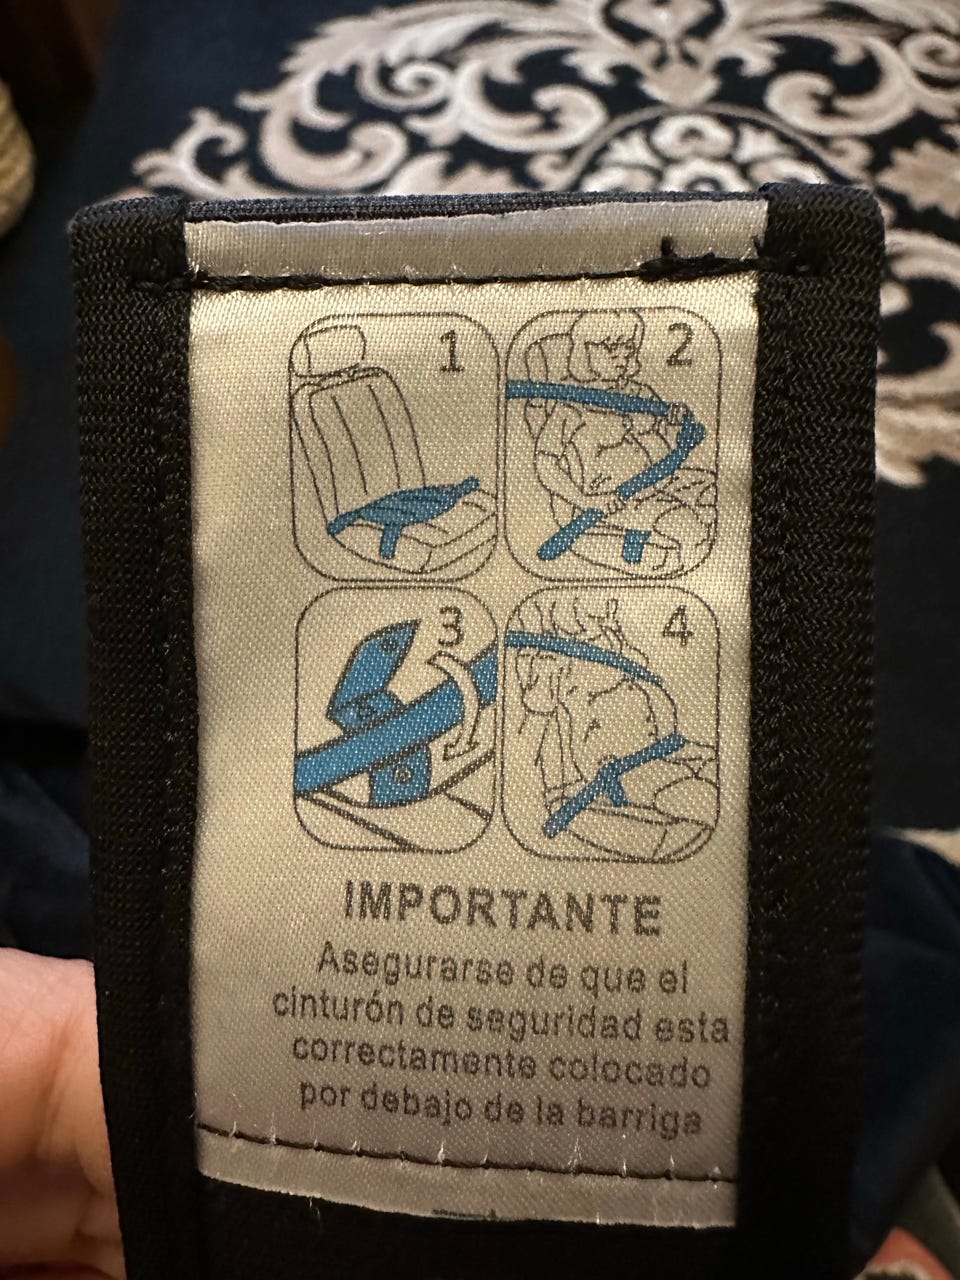 1
2
3
4
IMPORTANTE
Asegurarse de que el
cinturón de seguridad esta
correctamente colocado
por debajo de la barriga